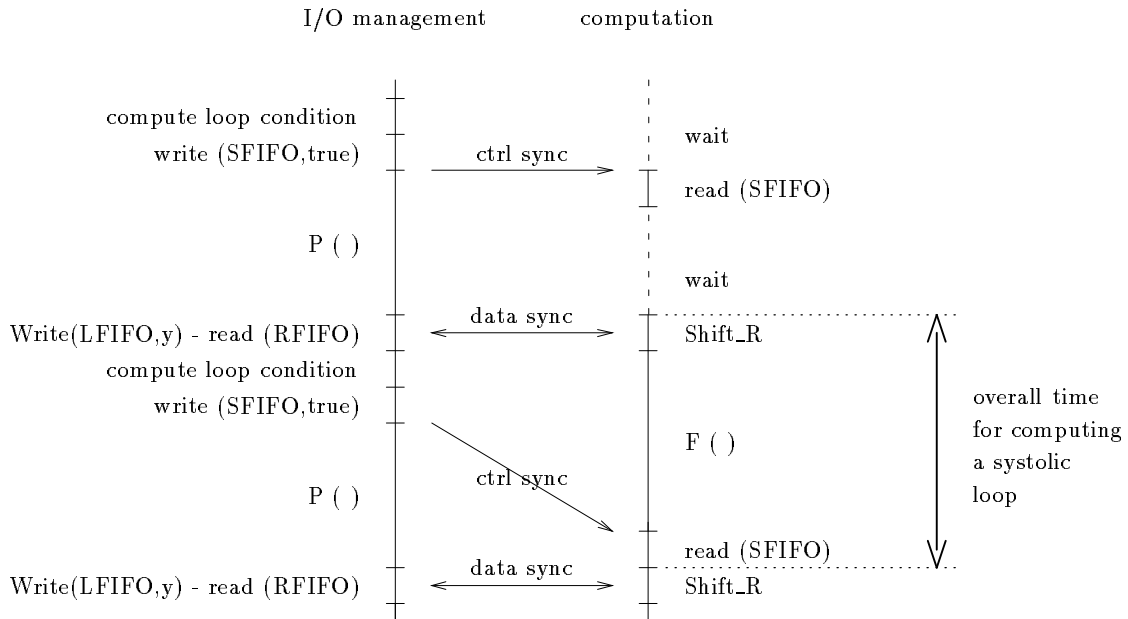 I/O management computation
compute loop condition
wait
write (SFIFO,true)
ctrl sync
read (SFIFO)
P ( )
wait
data sync
Write(LFIFO,y) - read (RFIFO)
Shift_R
compute loop condition
overall time
write (SFIFO,true)
for computing
F ( )
a systolic
ctrl sync
P ( )
loop
read (SFIFO)
data sync
Write(LFIFO,y) - read (RFIFO)
Shift_R